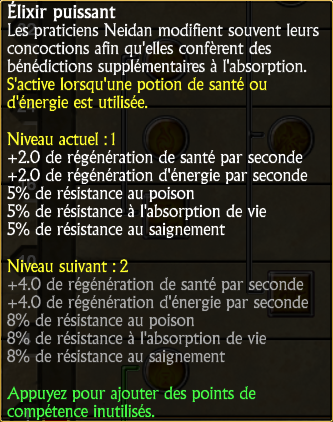 Élixir puissant
Les praticiens Neidan modifient souvent leurs
concoctions afin qu'elles confèrent des
bénédictions supplémentaires à l'absorption.
S'active lorsqu'une potion de santé ou
d'énergie est utilisée.
Niveau actuel : 1
+2.0 de régénération de santé par seconde
+2.0 de régénération d'énergie par seconde
5% de résistance au poison
5% de résistance à l'absorption de vie
5% de résistance au saignement
Niveau suivant : 2
+4.0 de régénération de santé par seconde
+4.0 de régénération d'énergie par seconde
8% de résistance au poison
8% de résistance à l'absorption de vie
8% de résistance au saignement
Appuyez pour ajouter des points de
compétence inutilisés.